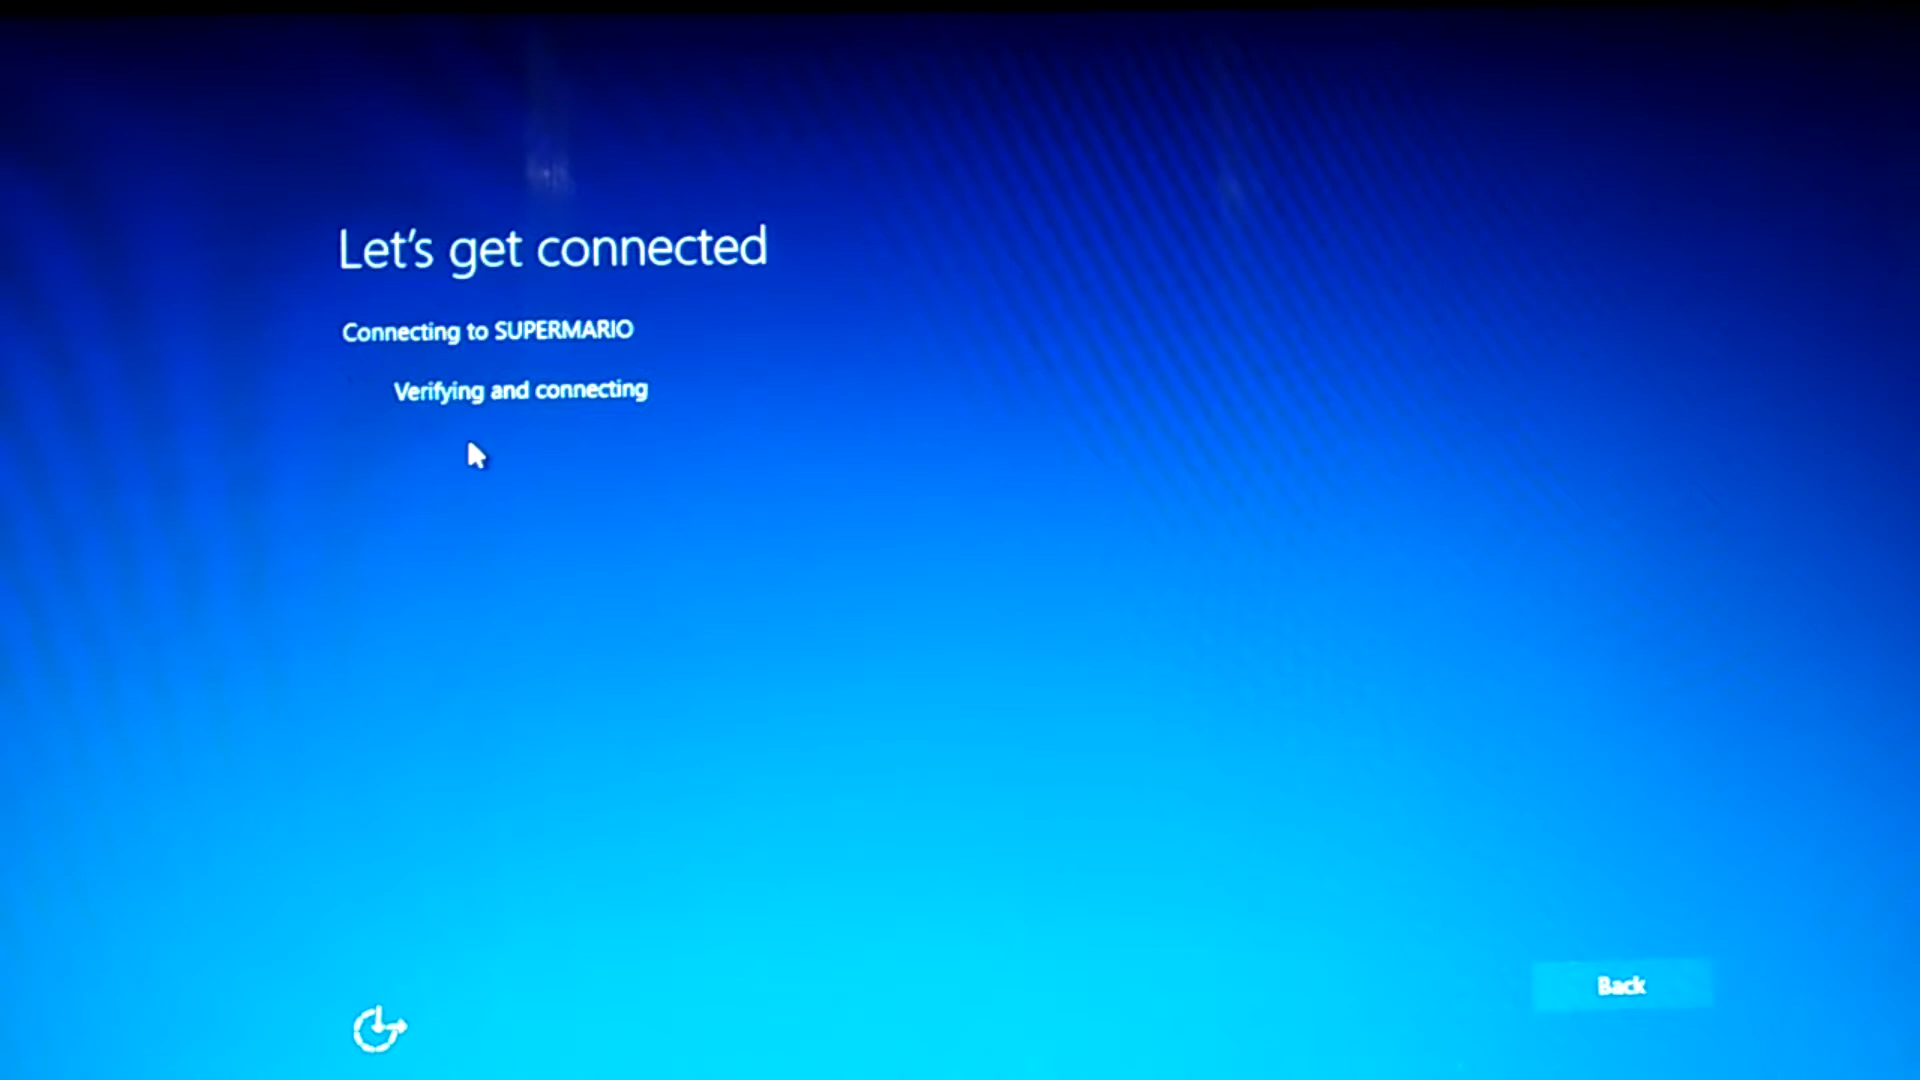 Let's get connected
Connecting to SUPERMARIO
Verifying and connecting
Back